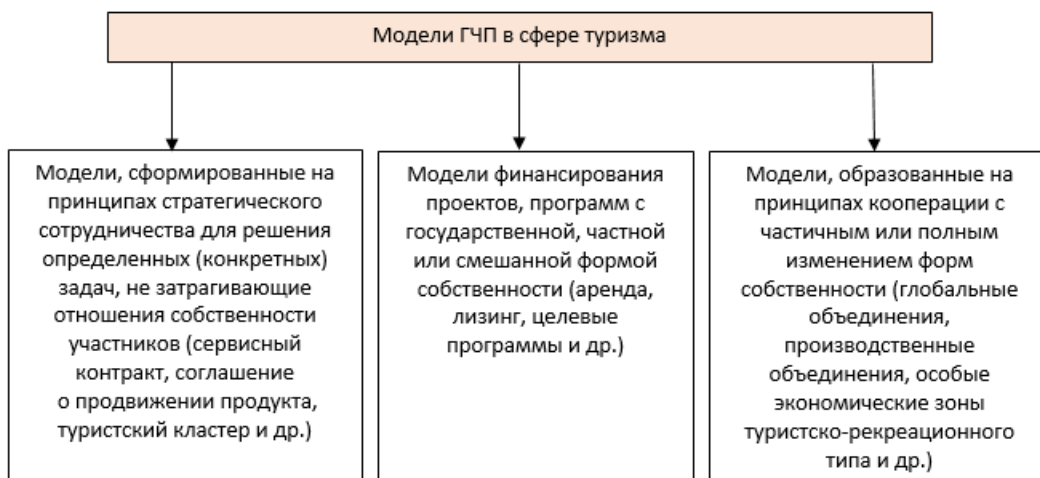 Модели ГЧП в сфере туризма
Модели, сформированные на
принципах стратегического
сотрудничества для решения
определенных (конкретных)
задач, не затрагивающие
отношения собственности
участников (сервисный
контракт, соглашение
о продвижении продукта,
туристский кластер и др.)
Модели финансирования
проектов, программ с
государственной, частной
или смешанной формой
собственности (аренда,
лизинг, целевые
программы и др.)
Модели, образованные на
принципах кооперации с
частичным или полным
изменением форм
собственности (глобальные
объединения,
производственные
объединения, особые
экономические зоны
туристско-рекреационного
типа и др.)